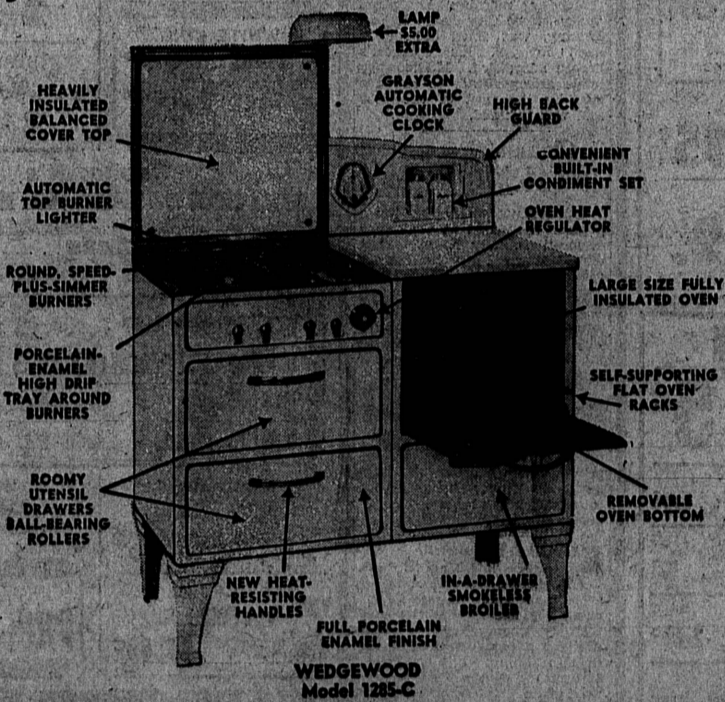 LAMP
$5.00
EXTRA
HEAVILY
INSULATED
BALANCED
COVER TOP
GRAYSON
AUTOMATIC
COOKING
CLOCK
HIGH BACK
GUARD
CONVENIENT
BUILT-IN
CONDIMENT SET
AUTOMATIC
TOP BURNER
LIGHTER
OVEN HEAT
REGULATOR
ROUND, SPEED-
PLUS-SIMMER
BURNERS
LARGE SIZE FULLY
INSULATED OVEN
PORCELAIN-
ENAMEL
HIGH DRIP
TRAY AROUND
BURNERS
SELF-SUPPORTING
FLAT OVEN
RACKS
ROOMY
UTENSIL
DRAWERS
BALL-BEARING
ROLLERS
REMOVABLE
OVEN BOTTOM
NEW HEAT-
RESISTING
HANDLES
IN-A-DRAWER
SMOKELESS
BROILER
FULL PORCELAIN
ENAMEL FINISH
WEDGEWOOD
Model 1285-C